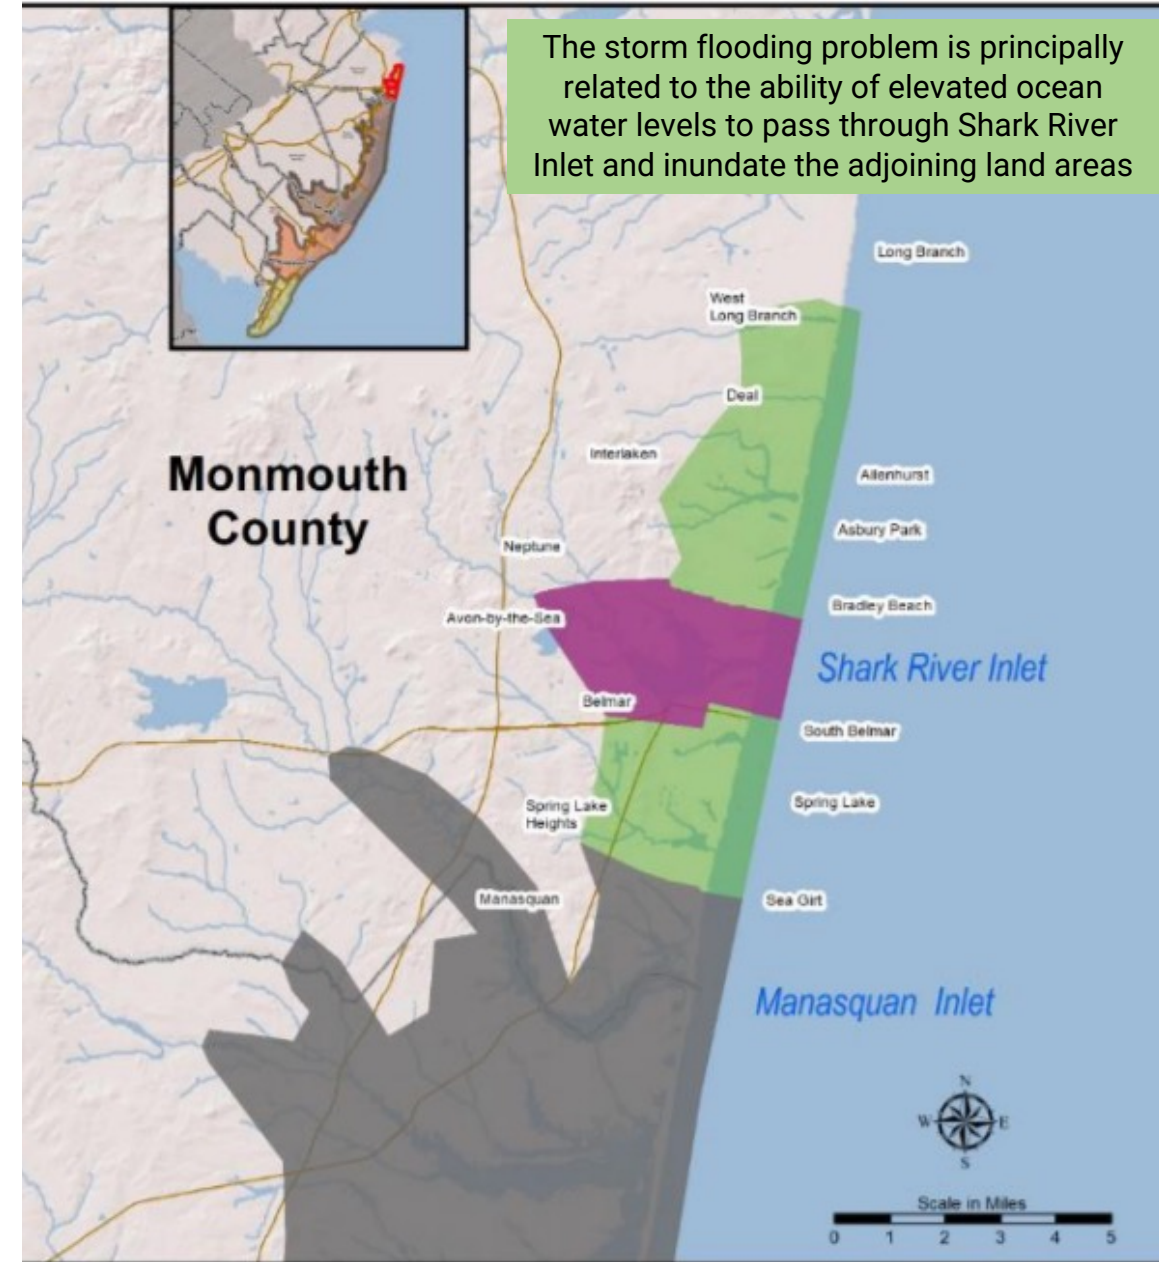 The storm flooding problem is principally
related to the ability of elevated ocean
water levels to pass through Shark River
Inlet and inundate the adjoining land areas
Long Branch
West
Long Branch
Deal
Interlaken
Allenhurst
Monmouth
County
Asbury Park
Neptune
Bradley Beach
Avon-by-the-Sea
Shark River Inlet
Belmar
South Belmar
Spring Lake
Heights
Spring Lake
Manasquan
Sea Girt
Manasquan Inlet
N
W E
S
Scale in Miles
0 1 2 3 4 5